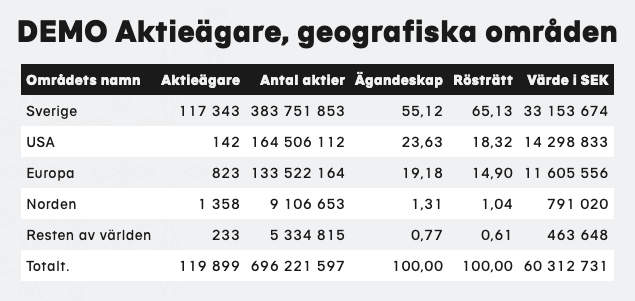 DEMO Aktieägare, geografiska områden
Områdets namn Aktieägare Antal aktier Ägandeskap Rösträtt Värde i SEK
Sverige 117 343 383 751 853 55,12 65,13 33 153 674
USA 142 164 506 112 23,63 18,32 14 298 833
Europa 823 133 522 164 19,18 14,90 11 605 556
Norden 1 358 9 106 653 1,31 1,04 791 020
Resten av världen 233 5 334 815 0,77 0,61 463 648
Totalt. 119 899 696 221 597 100,00 100,00 60 312 731